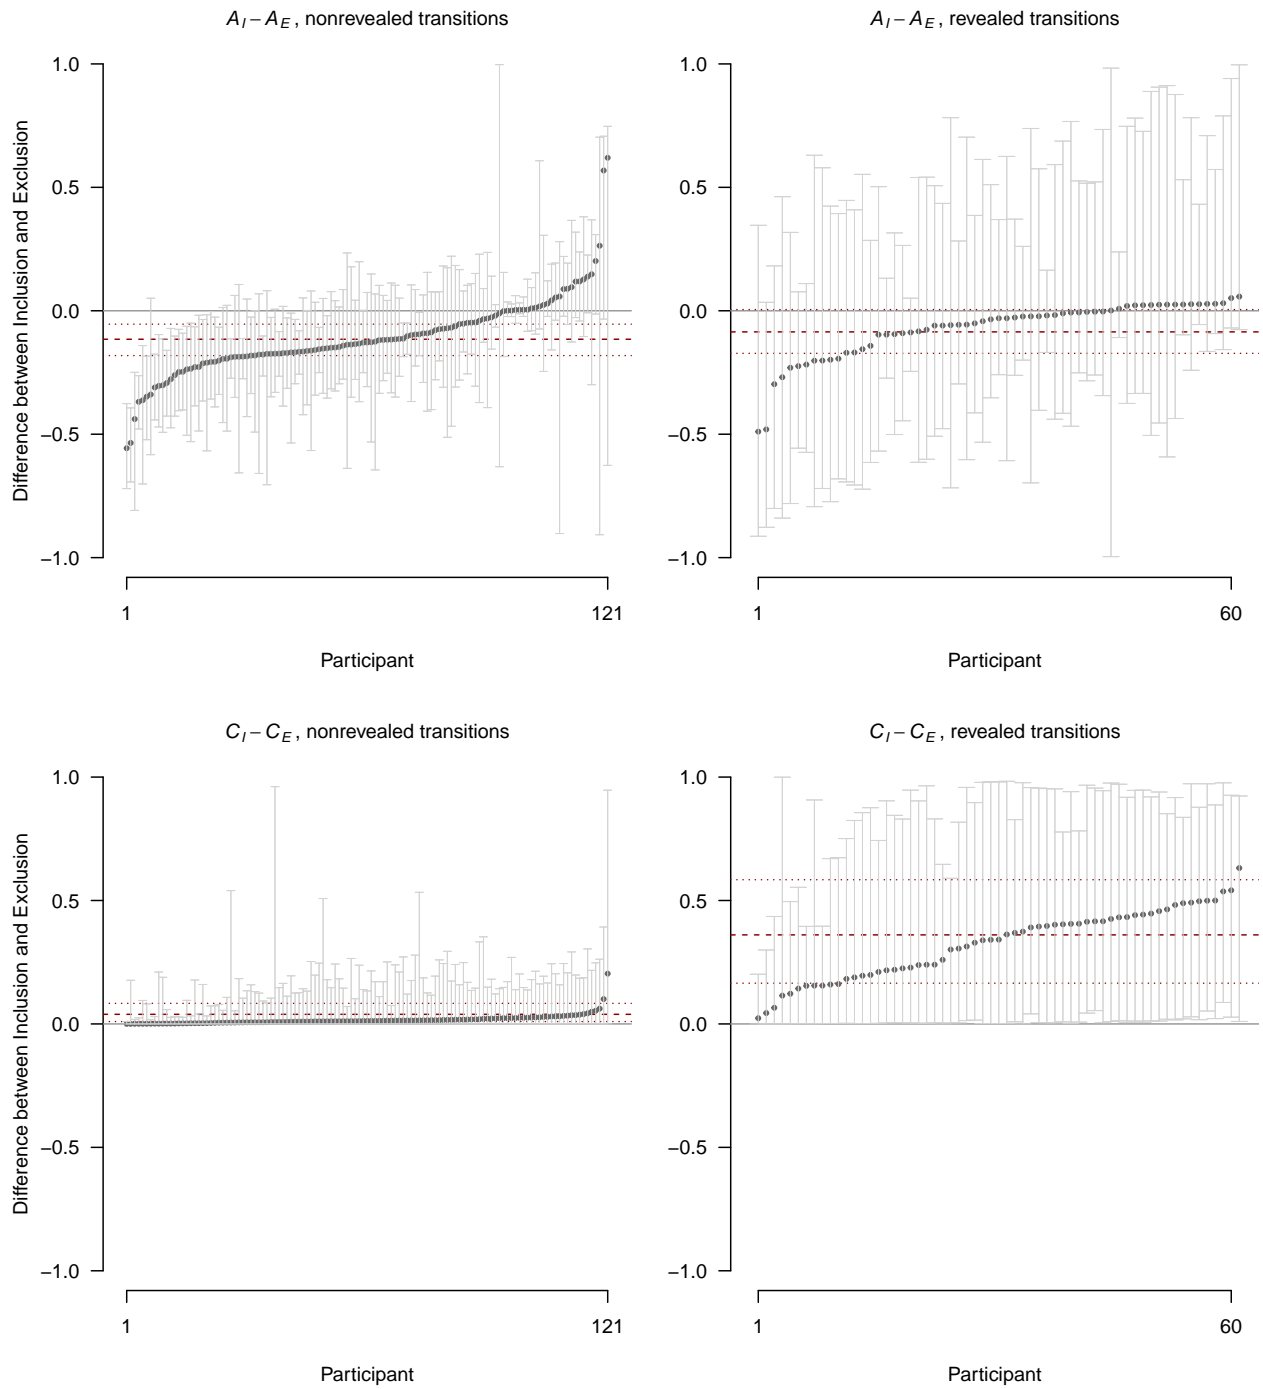 A_I − A_E , nonrevealed transitions
Difference between Inclusion and Exclusion
1.0
0.5
0.0
−0.5
−1.0
1
121
Participant
A_I − A_E , revealed transitions
1.0
0.5
0.0
−0.5
−1.0
1
60
Participant
C_I − C_E , nonrevealed transitions
Difference between Inclusion and Exclusion
1.0
0.5
0.0
−0.5
−1.0
1
121
Participant
C_I − C_E , revealed transitions
1.0
0.5
0.0
−0.5
−1.0
1
60
Participant